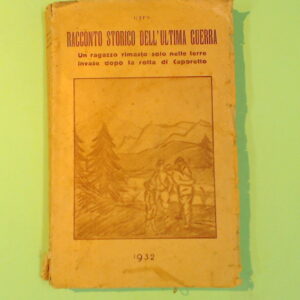 RACCONTO STORICO DELL'ULTIMA GUERRA
Un ragazzo rimasto solo nelle terre
invase dopo la rotta di Caporetto
1932